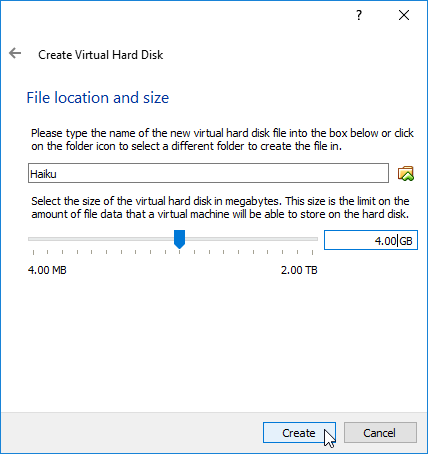 ?
Create Virtual Hard Disk
File location and size
Please type the name of the new virtual hard disk file into the box below or click
on the folder icon to select a different folder to create the file in.
Haiku
Select the size of the virtual hard disk in megabytes. This size is the limit on the
amount of file data that a virtual machine will be able to store on the hard disk.
4.00 GB
4.00 MB 2.00 TB
Create Cancel